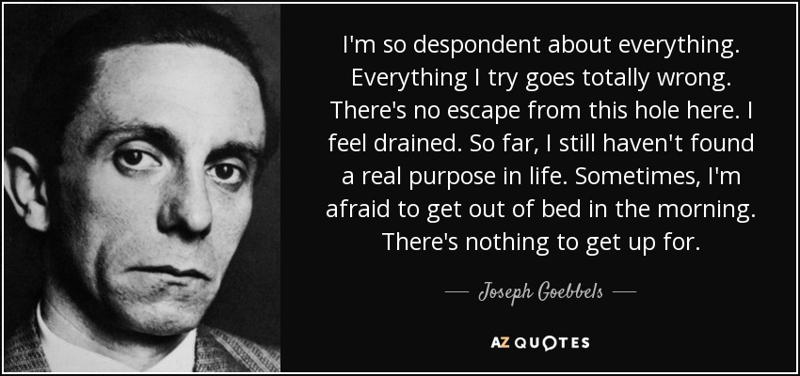 I'm so despondent about everything.
Everything I try goes totally wrong.
There's no escape from this hole here. I
feel drained. So far, I still haven't found
a real purpose in life. Sometimes, I'm
afraid to get out of bed in the morning.
There's nothing to get up for.
Joseph Goebbels
AZ QUOTES